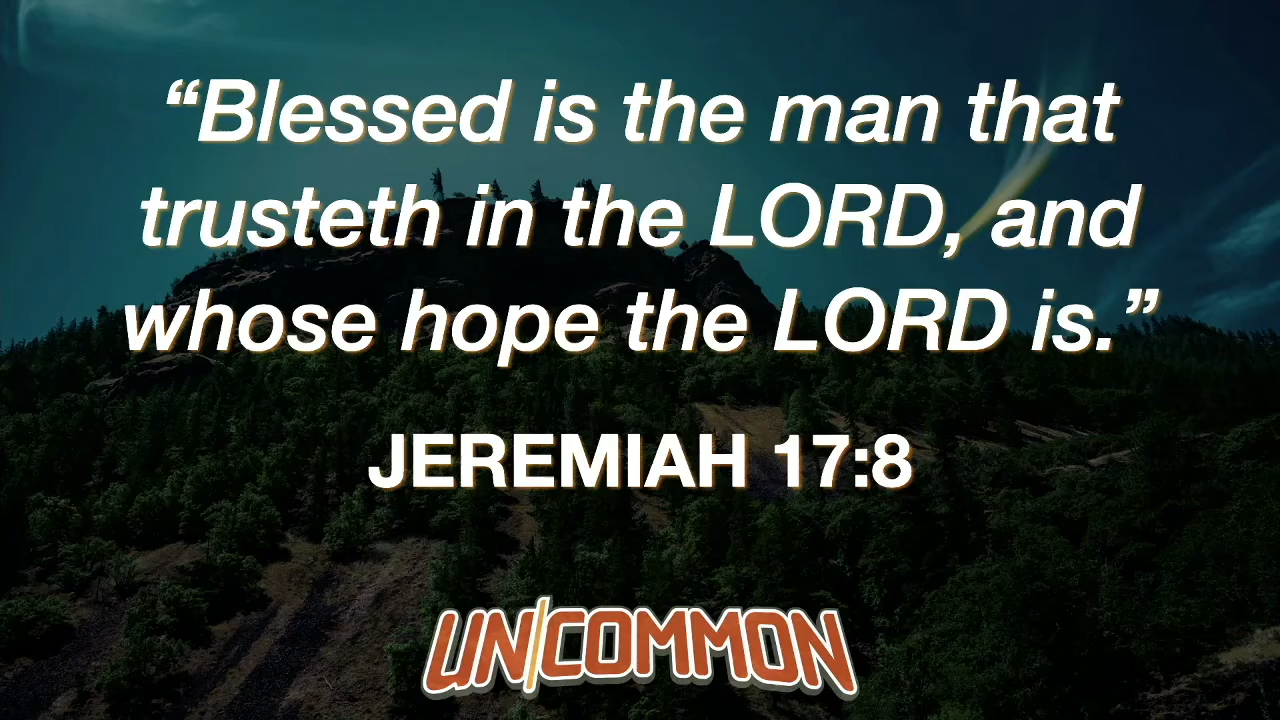 “Blessed is the man that
trusteth in the LORD, and
whose hope the LORD is.”
JEREMIAH 17:8
UN/COMMON